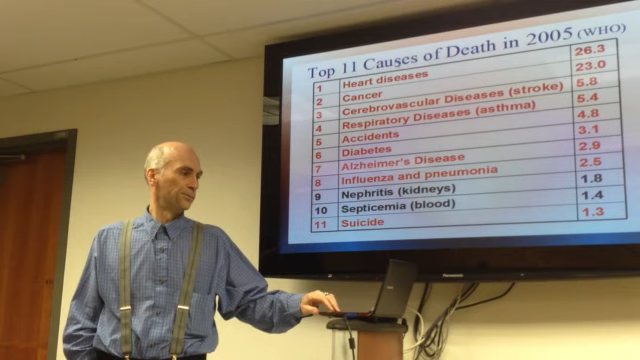 Top 11 Causes of Death in 2005 (WHO)
1 Heart diseases 26.3
2 Cancer 23.0
3 Cerebrovascular Diseases (stroke) 5.8
4 Respiratory Diseases (asthma) 5.4
5 Accidents 4.8
6 Diabetes 3.1
7 Alzheimer's Disease 2.9
8 Influenza and pneumonia 2.5
9 Nephritis (kidneys) 1.8
10 Septicemia (blood) 1.4
11 Suicide 1.3
Panasonic